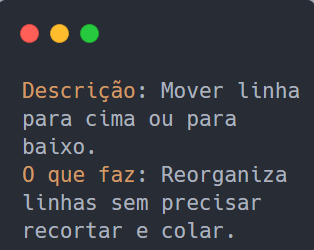 Descrição: Mover linha
para cima ou para
baixo.
O que faz: Reorganiza
linhas sem precisar
recortar e colar.